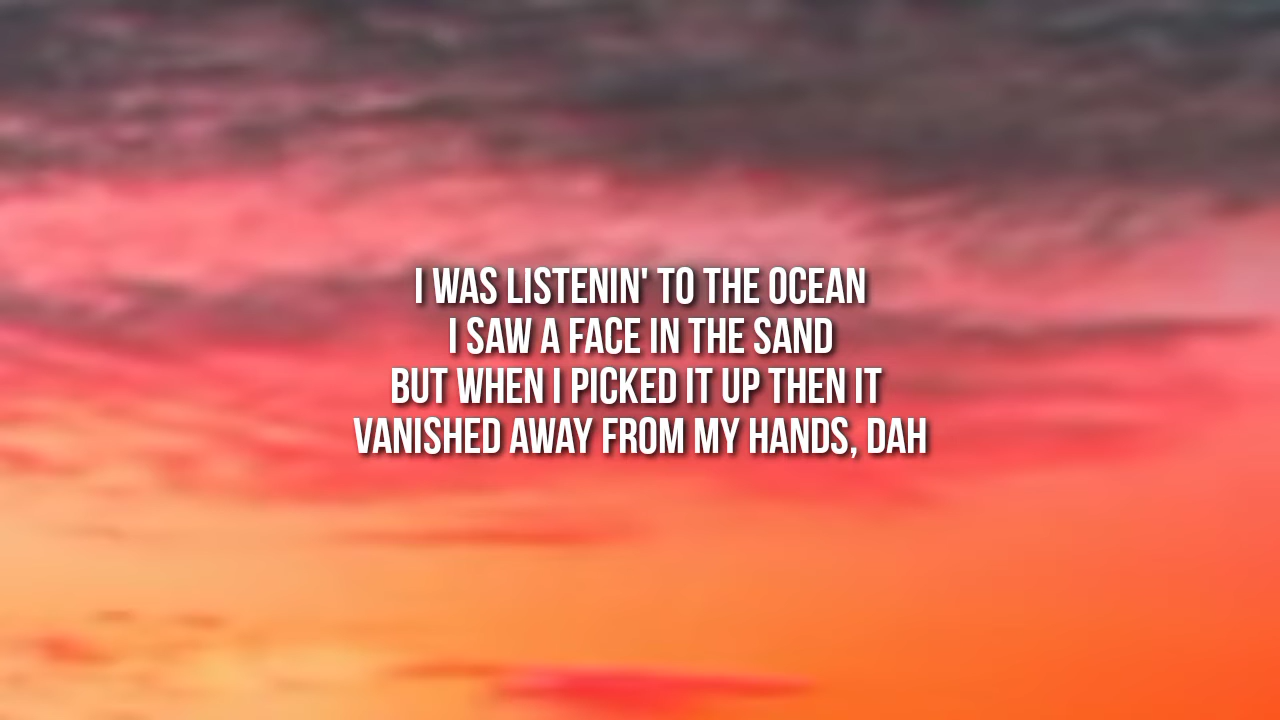 I WAS LISTENIN' TO THE OCEAN
I SAW A FACE IN THE SAND
BUT WHEN I PICKED IT UP THEN IT
VANISHED AWAY FROM MY HANDS, DAH